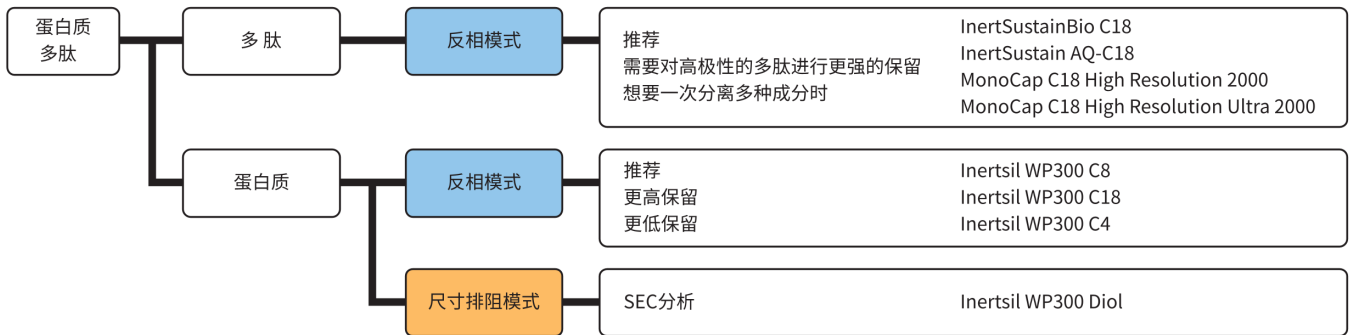 蛋白质
多肽
多 肽
反相模式
推荐 InertSustainBio C18
需要对高极性的多肽进行更强的保留 InertSustain AQ-C18
想要一次分离多种成分时 MonoCap C18 High Resolution 2000
MonoCap C18 High Resolution Ultra 2000
蛋白质
反相模式
推荐 Inertsil WP300 C8
更高保留 Inertsil WP300 C18
更低保留 Inertsil WP300 C4
尺寸排阻模式
SEC分析 Inertsil WP300 Diol